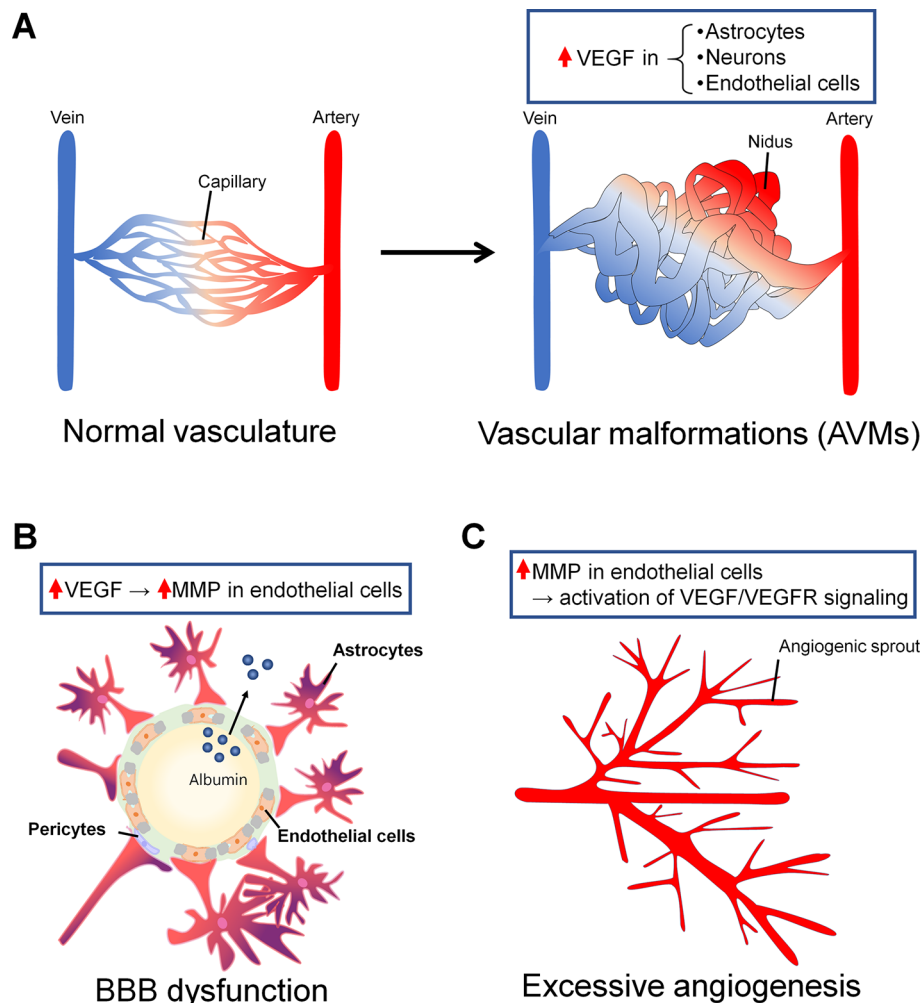 A
↑VEGF in
•Astrocytes
•Neurons
•Endothelial cells
Vein
Artery
Capillary
Normal vasculature
Vein
Artery
Nidus
Vascular malformations (AVMs)
B
↑VEGF → ↑MMP in endothelial cells
Astrocytes
Albumin
Pericytes
Endothelial cells
BBB dysfunction
C
↑MMP in endothelial cells
→ activation of VEGF/VEGFR signaling
Angiogenic sprout
Excessive angiogenesis